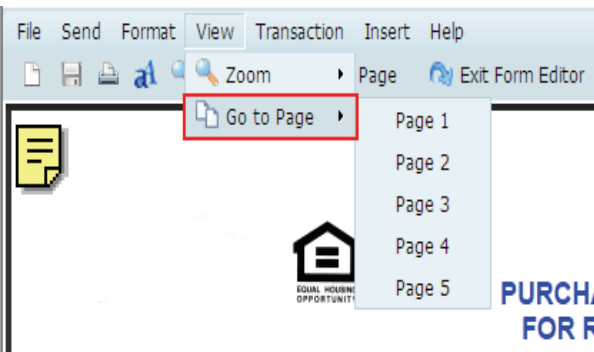 File Send Format View Transaction Insert Help
Zoom Page Exit Form Editor
Go to Page
Page 1
Page 2
Page 3
Page 4
Page 5
EQUAL HOUSING
OPPORTUNITY
PURCHA
FOR R